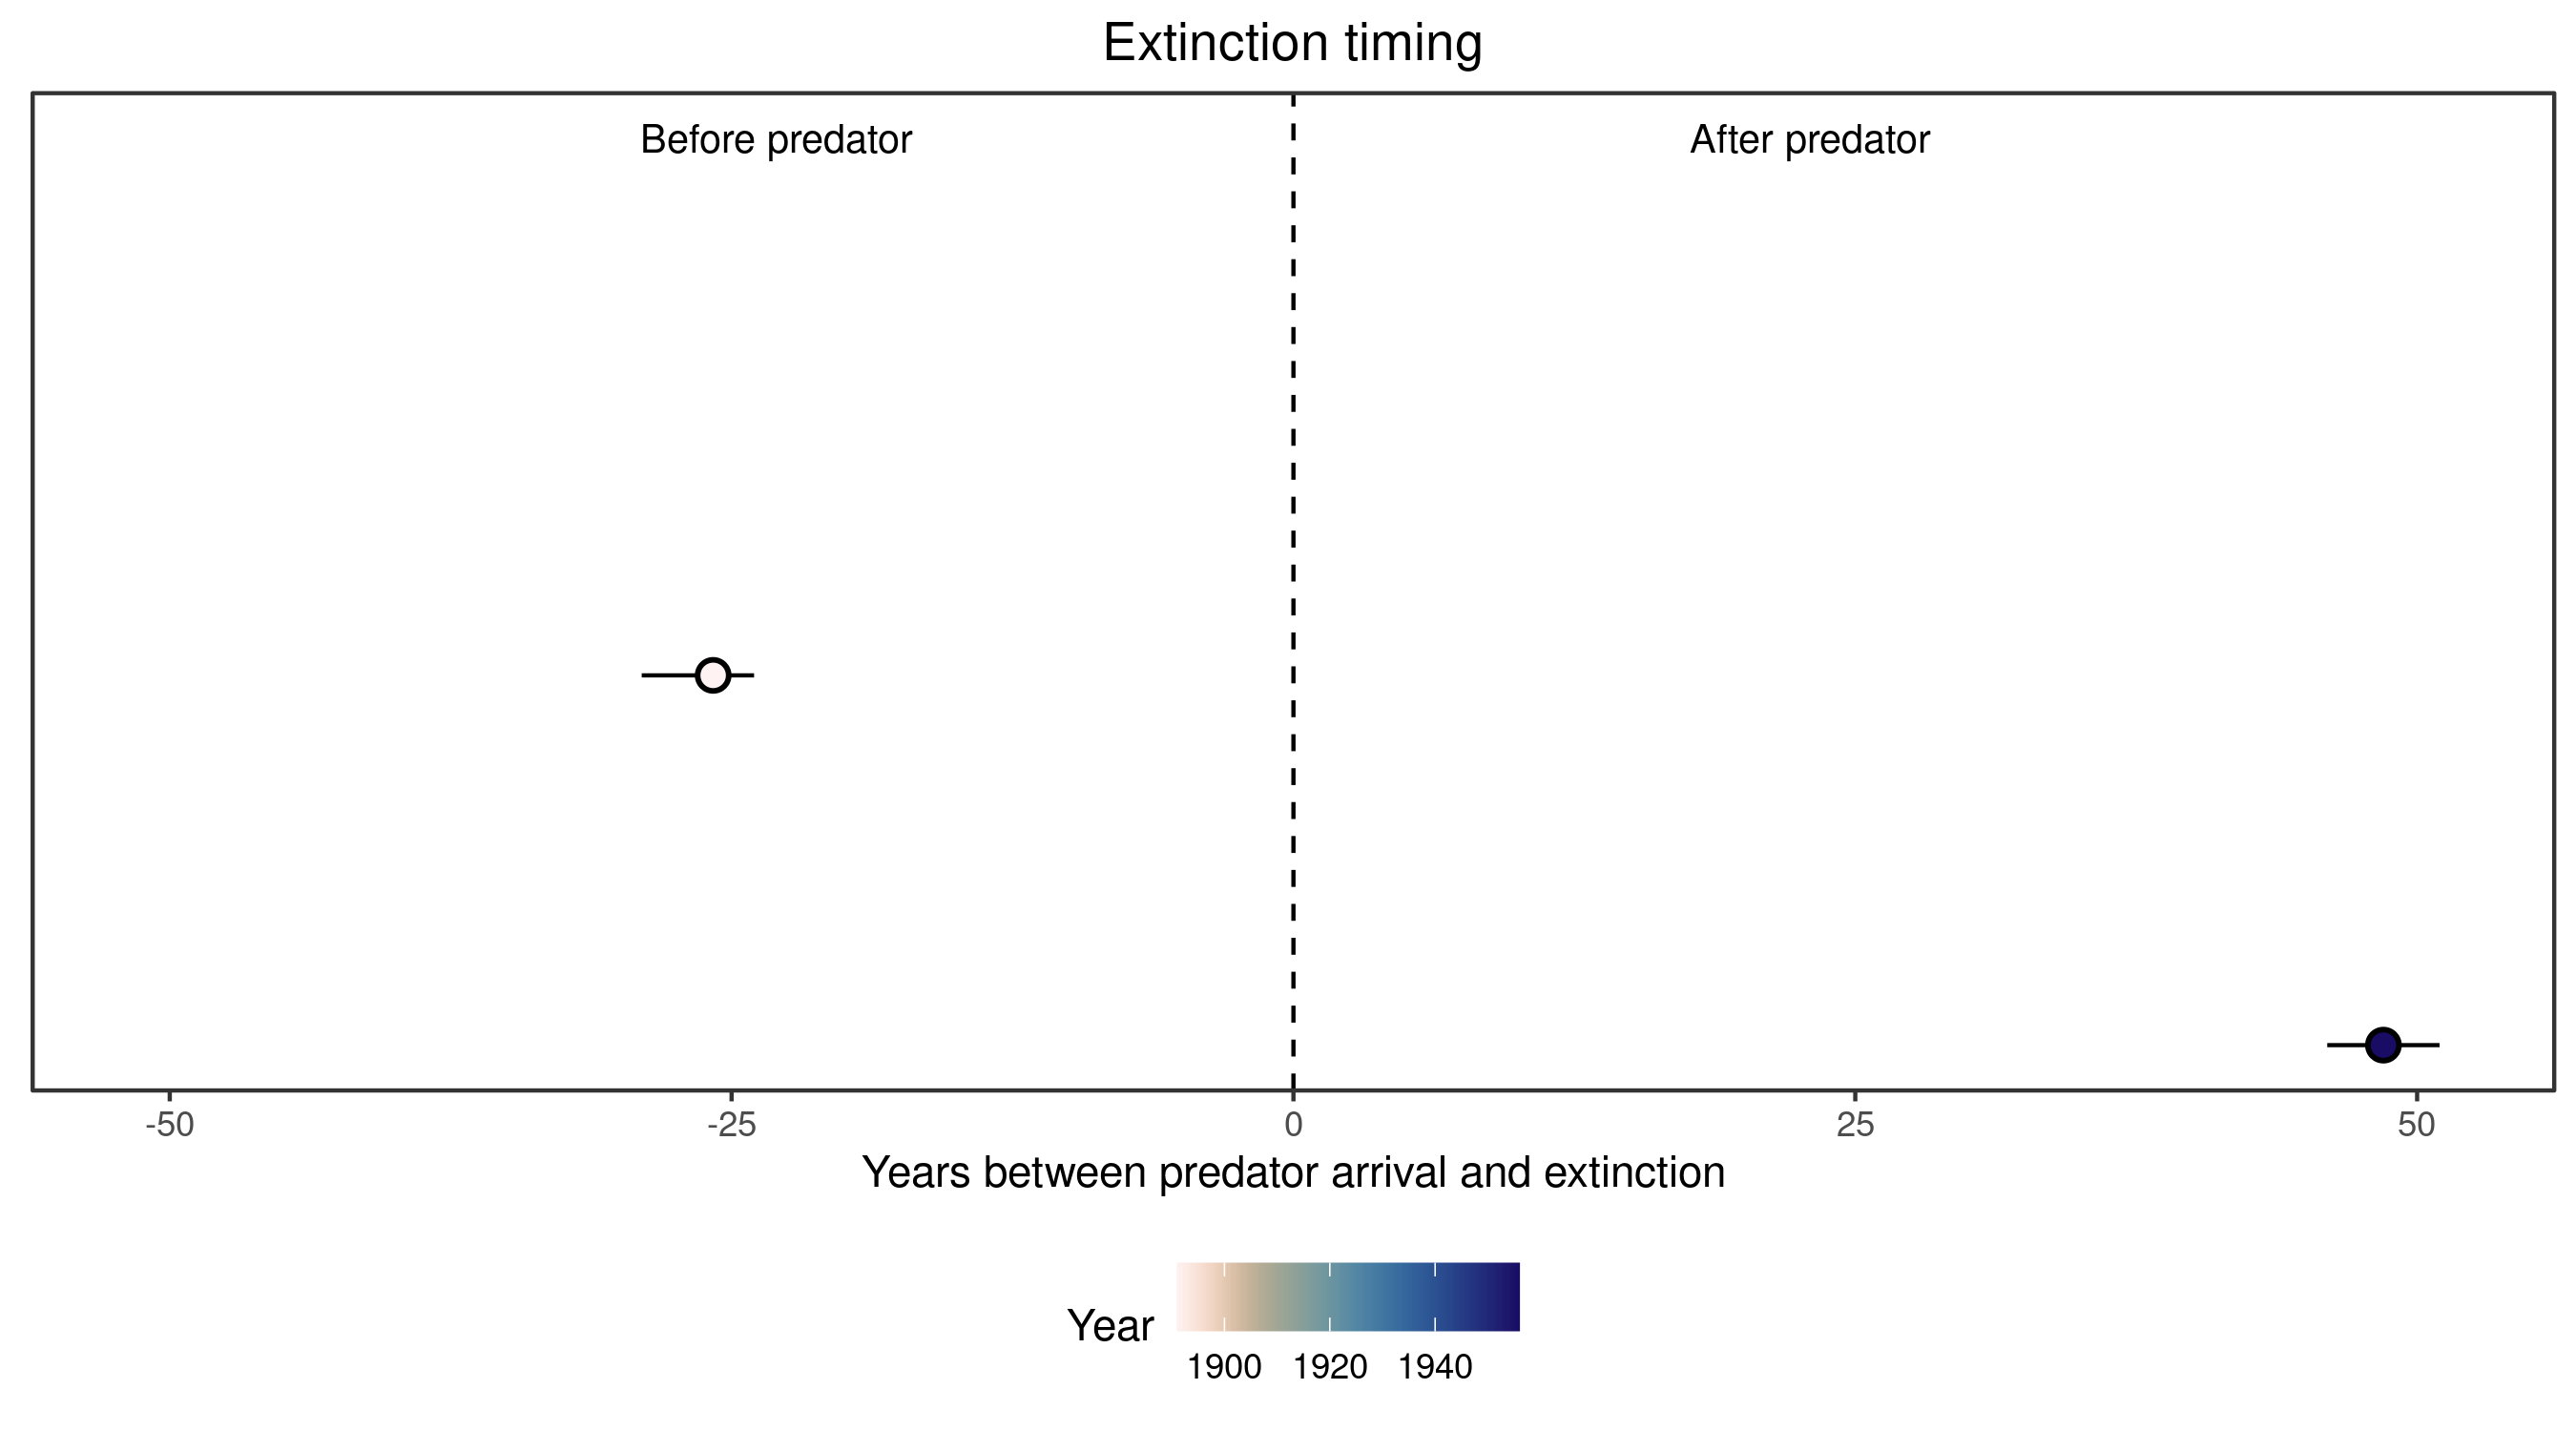 Extinction timing
Before predator
After predator
-50
-25
0
25
50
Years between predator arrival and extinction
Year
1900
1920
1940